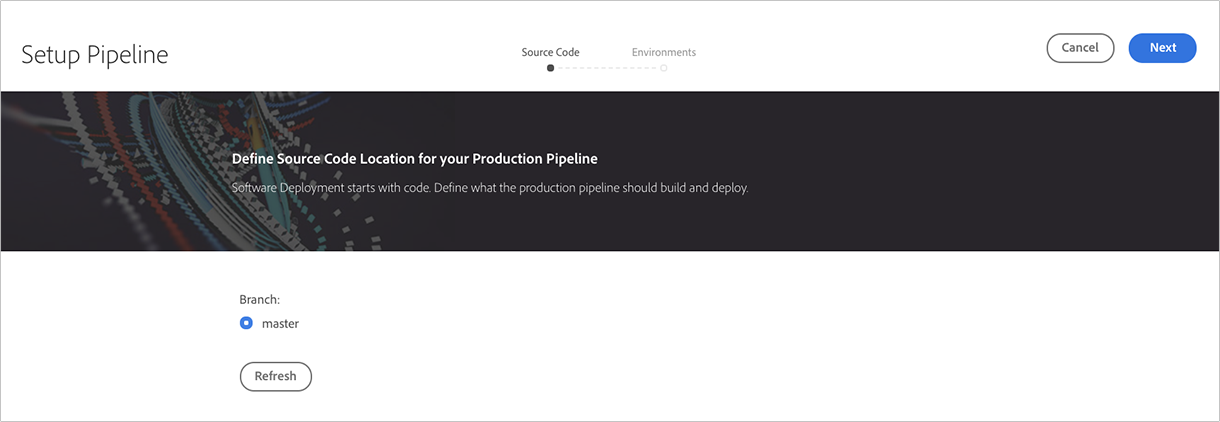 Setup Pipeline
Source Code
Environments
Cancel
Next
Define Source Code Location for your Production Pipeline
Software Deployment starts with code. Define what the production pipeline should build and deploy.
Branch:
master
Refresh